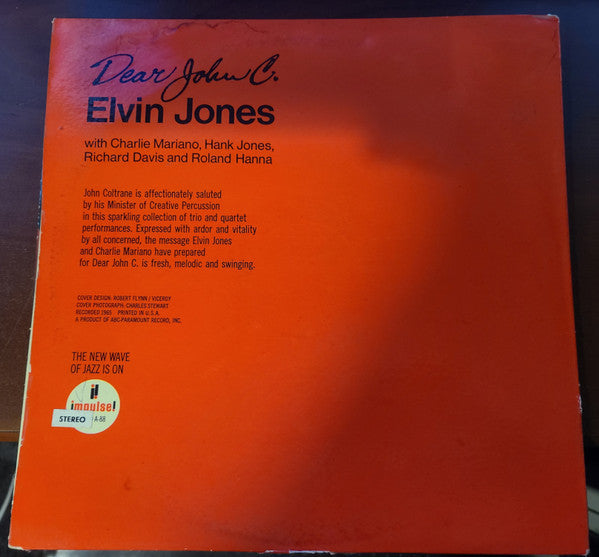 Dear John C.
Elvin Jones
with Charlie Mariano, Hank Jones,
Richard Davis and Roland Hanna
John Coltrane is affectionately saluted
by his Minister of Creative Percussion
in this sparkling collection of trio and quartet
performances. Expressed with ardor and vitality
by all concerned, the message Elvin Jones
and Charlie Mariano have prepared
for Dear John C. is fresh, melodic and swinging.
COVER DESIGN: ROBERT FLYNN / VICEROY
COVER PHOTOGRAPH: CHARLES STEWART
RECORDED 1965 PRINTED IN U.S.A.
A PRODUCT OF ABC-PARAMOUNT RECORD, INC.
THE NEW WAVE
OF JAZZ IS ON
i!
impulse!
STEREO A-88